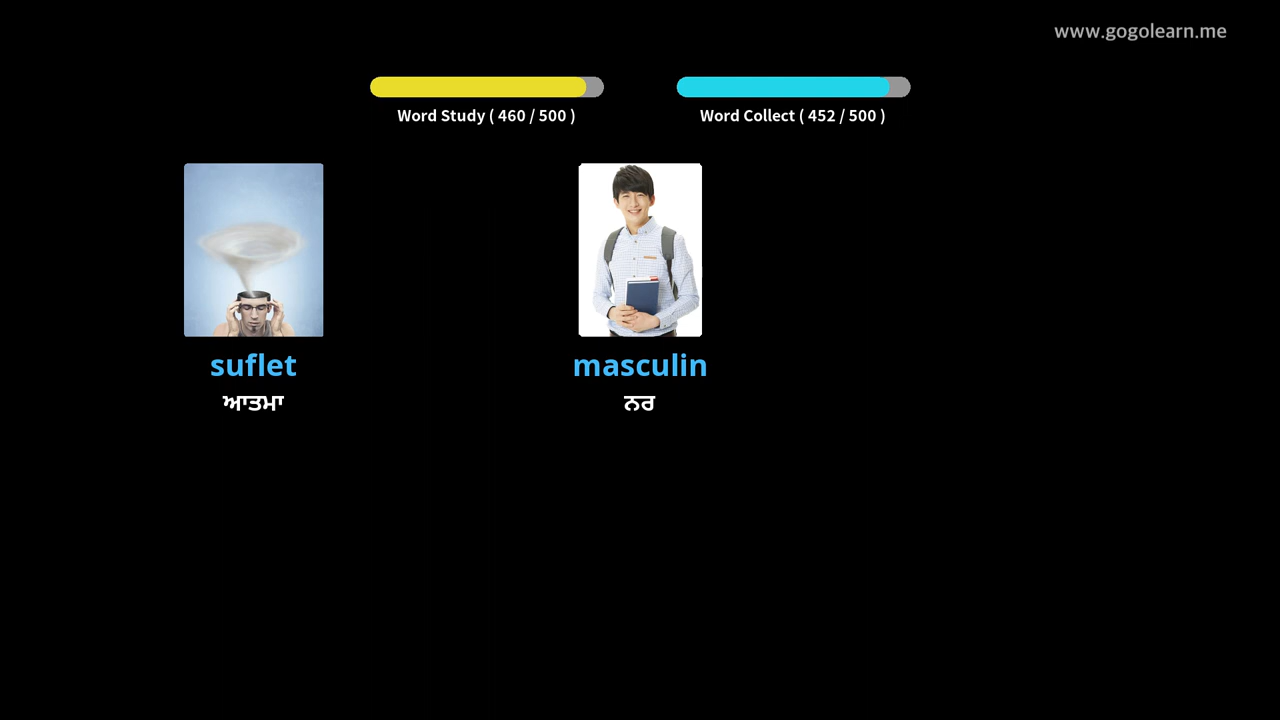 www.gogolearn.me
Word Study ( 460 / 500 )
Word Collect ( 452 / 500 )
suflet
masculin
ਆਤਮਾ
ਨਰ